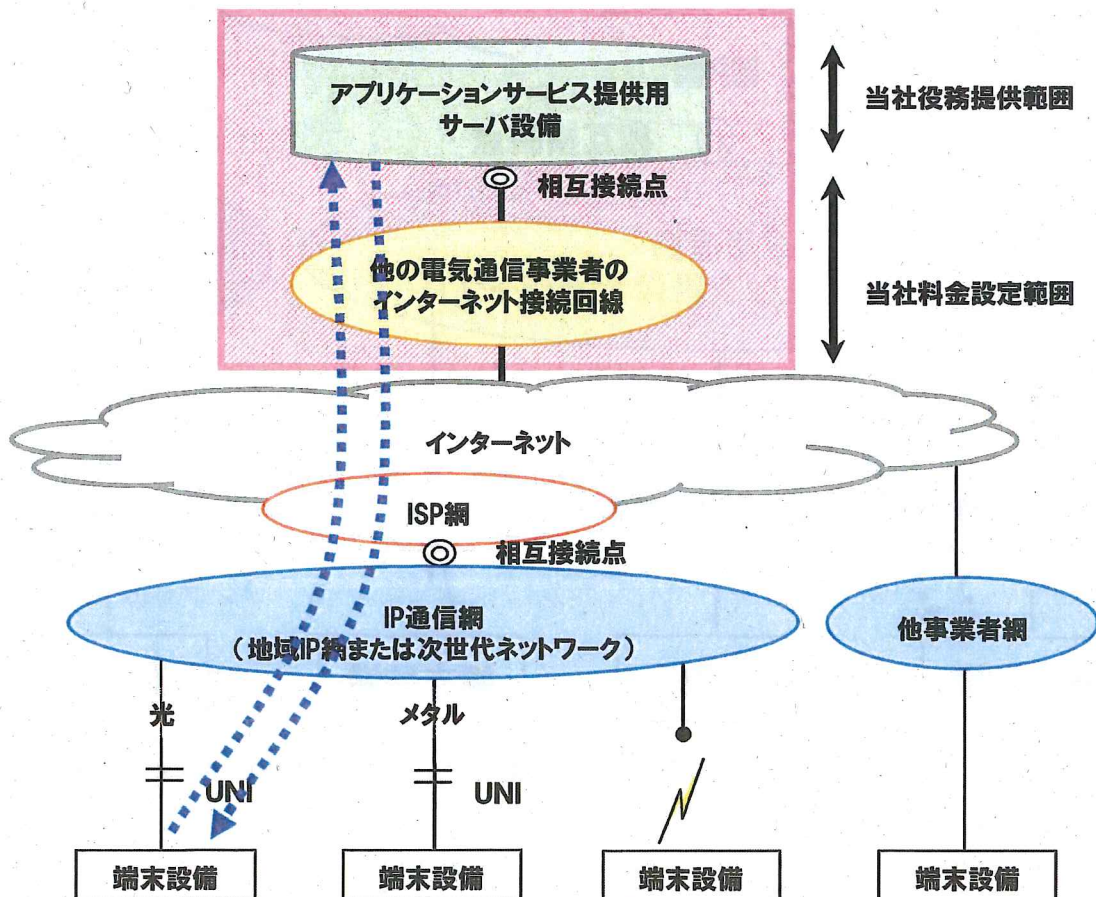 アプリケーションサービス提供用
サーバ設備
当社役務提供範囲
相互接続点
他の電気通信事業者の
インターネット接続回線
当社料金設定範囲
インターネット
ISP網
相互接続点
IP通信網
(地域IP網または次世代ネットワーク)
他事業者網
光
メタル
UNI
UNI
端末設備
端末設備
端末設備
端末設備